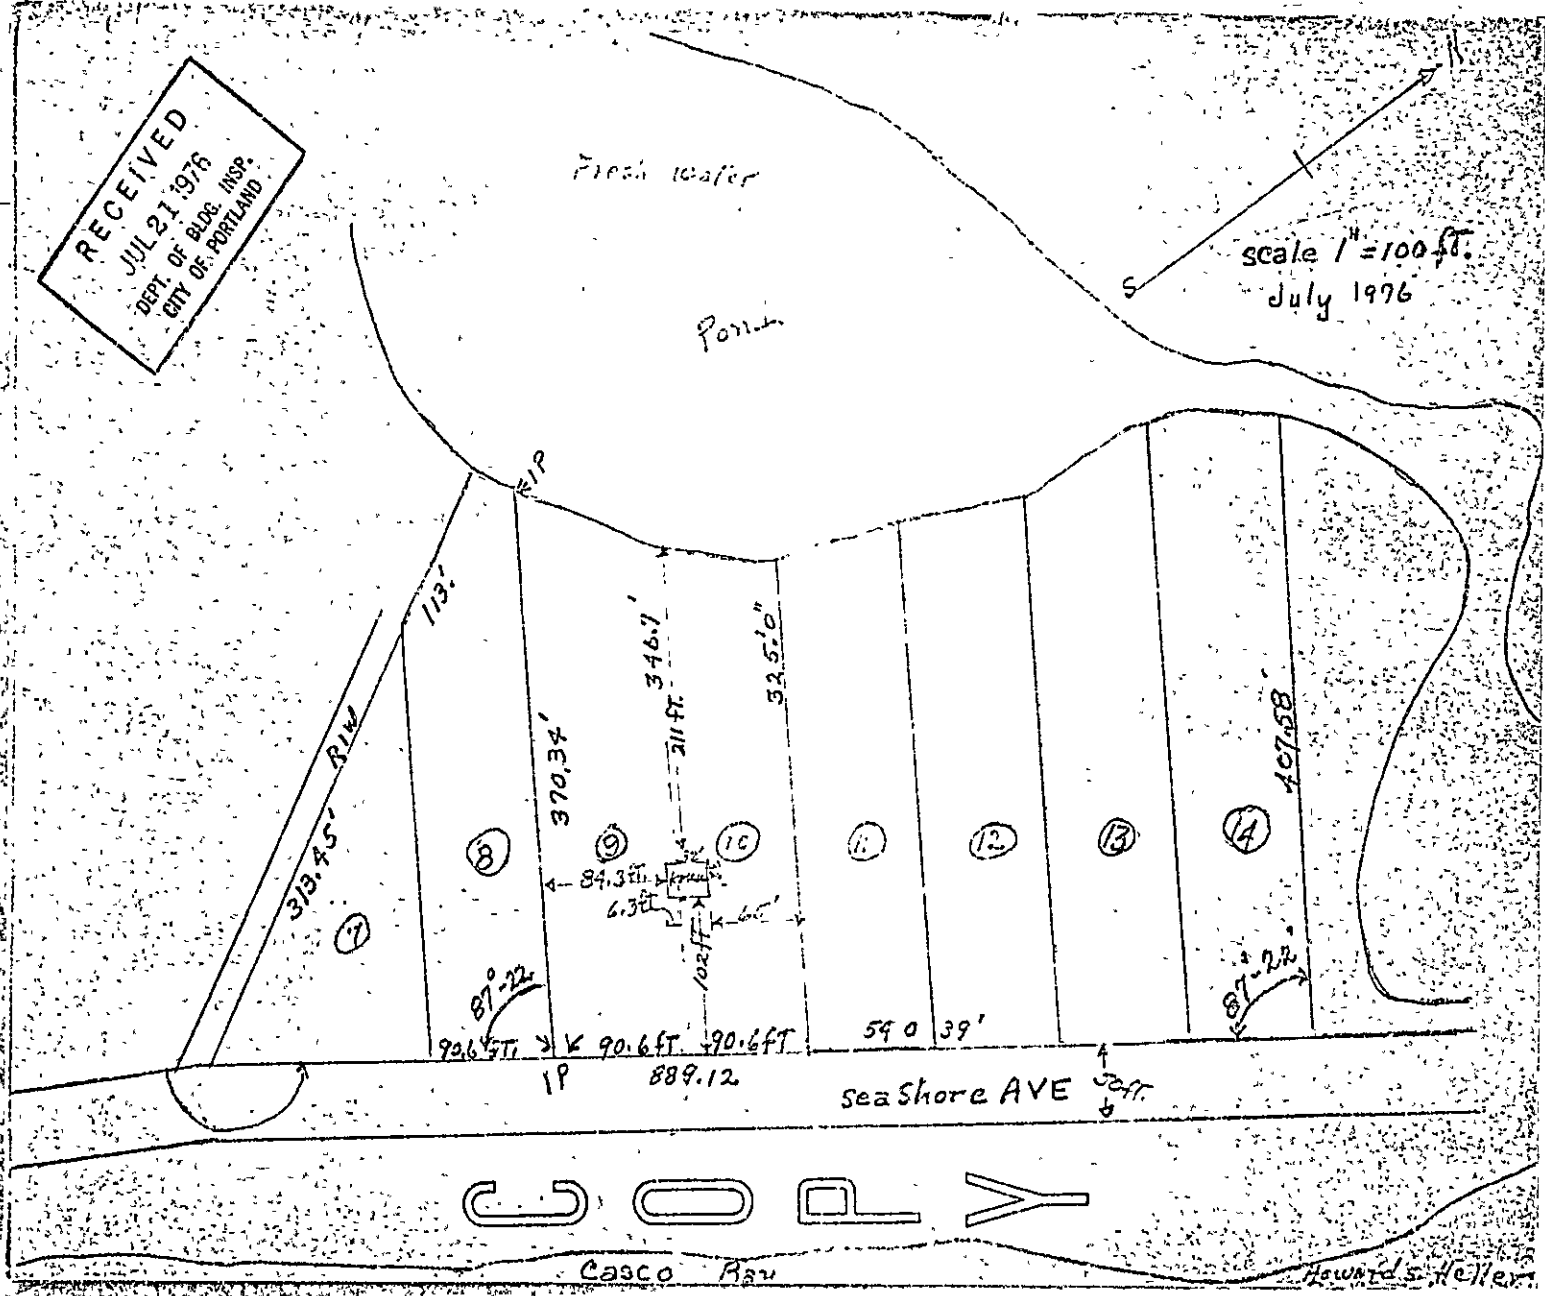 RECEIVED
JUL 21 1976
DEPT. OF BLDG. INSP.
CITY OF PORTLAND
Fresh water
Pond
S
scale 1"=100 ft.
July 1976
IP
113.'
R/W
313.45'
370.34'
346.7'
211 ft.
325.'0"
407.58'
7
8
9
10
11
12
13
14
84.3 ft.
6.3 ft
65'
102 ft
87°-22'
87°-22'
90.6 FT.
90.6 FT.
90.6 FT
590
39'
IP
889.12
Sea Shore AVE
50 ft.
COPY
Casco Bay
Howard S. Heller